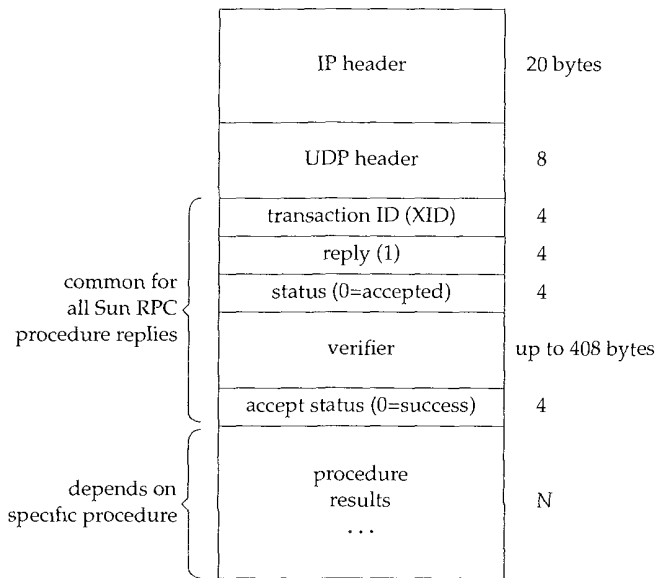 IP header
20 bytes
UDP header
8
transaction ID (XID)
4
reply (1)
4
common for
all Sun RPC
procedure replies
status (0=accepted)
4
verifier
up to 408 bytes
accept status (0=success)
4
depends on
specific procedure
procedure
results
. . .
N